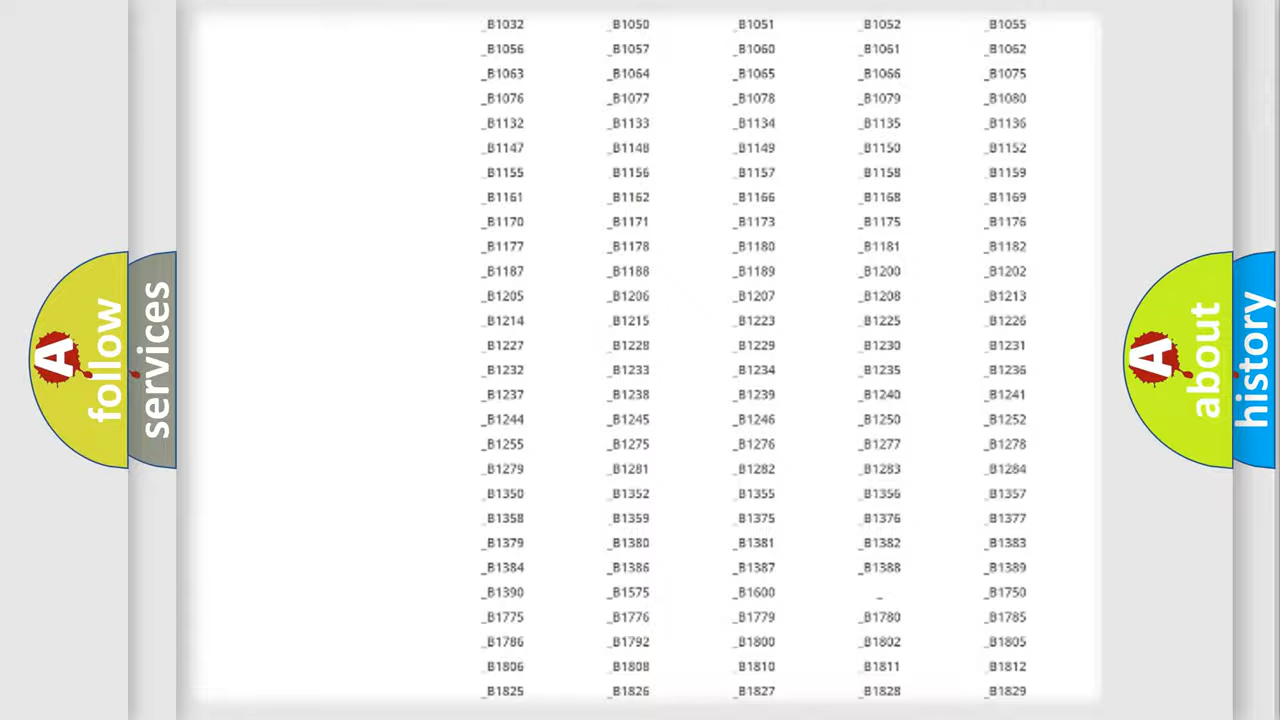 _B1032 _B1050 _B1051 _B1052 _B1055
_B1056 _B1057 _B1060 _B1061 _B1062
_B1063 _B1064 _B1065 _B1066 _B1075
_B1076 _B1077 _B1078 _B1079 _B1080
_B1132 _B1133 _B1134 _B1135 _B1136
_B1147 _B1148 _B1149 _B1150 _B1152
_B1155 _B1156 _B1157 _B1158 _B1159
_B1161 _B1162 _B1166 _B1168 _B1169
_B1170 _B1171 _B1173 _B1175 _B1176
_B1177 _B1178 _B1180 _B1181 _B1182
_B1187 _B1188 _B1189 _B1200 _B1202
_B1205 _B1206 _B1207 _B1208 _B1213
_B1214 _B1215 _B1223 _B1225 _B1226
_B1227 _B1228 _B1229 _B1230 _B1231
_B1232 _B1233 _B1234 _B1235 _B1236
_B1237 _B1238 _B1239 _B1240 _B1241
_B1244 _B1245 _B1246 _B1250 _B1252
_B1255 _B1275 _B1276 _B1277 _B1278
_B1279 _B1281 _B1282 _B1283 _B1284
_B1350 _B1352 _B1355 _B1356 _B1357
_B1358 _B1359 _B1375 _B1376 _B1377
_B1379 _B1380 _B1381 _B1382 _B1383
_B1384 _B1386 _B1387 _B1388 _B1389
_B1390 _B1575 _B1600 _ _B1750
_B1775 _B1776 _B1779 _B1780 _B1785
_B1786 _B1792 _B1800 _B1802 _B1805
_B1806 _B1808 _B1810 _B1811 _B1812
_B1825 _B1826 _B1827 _B1828 _B1829
A follow
services
A about
history